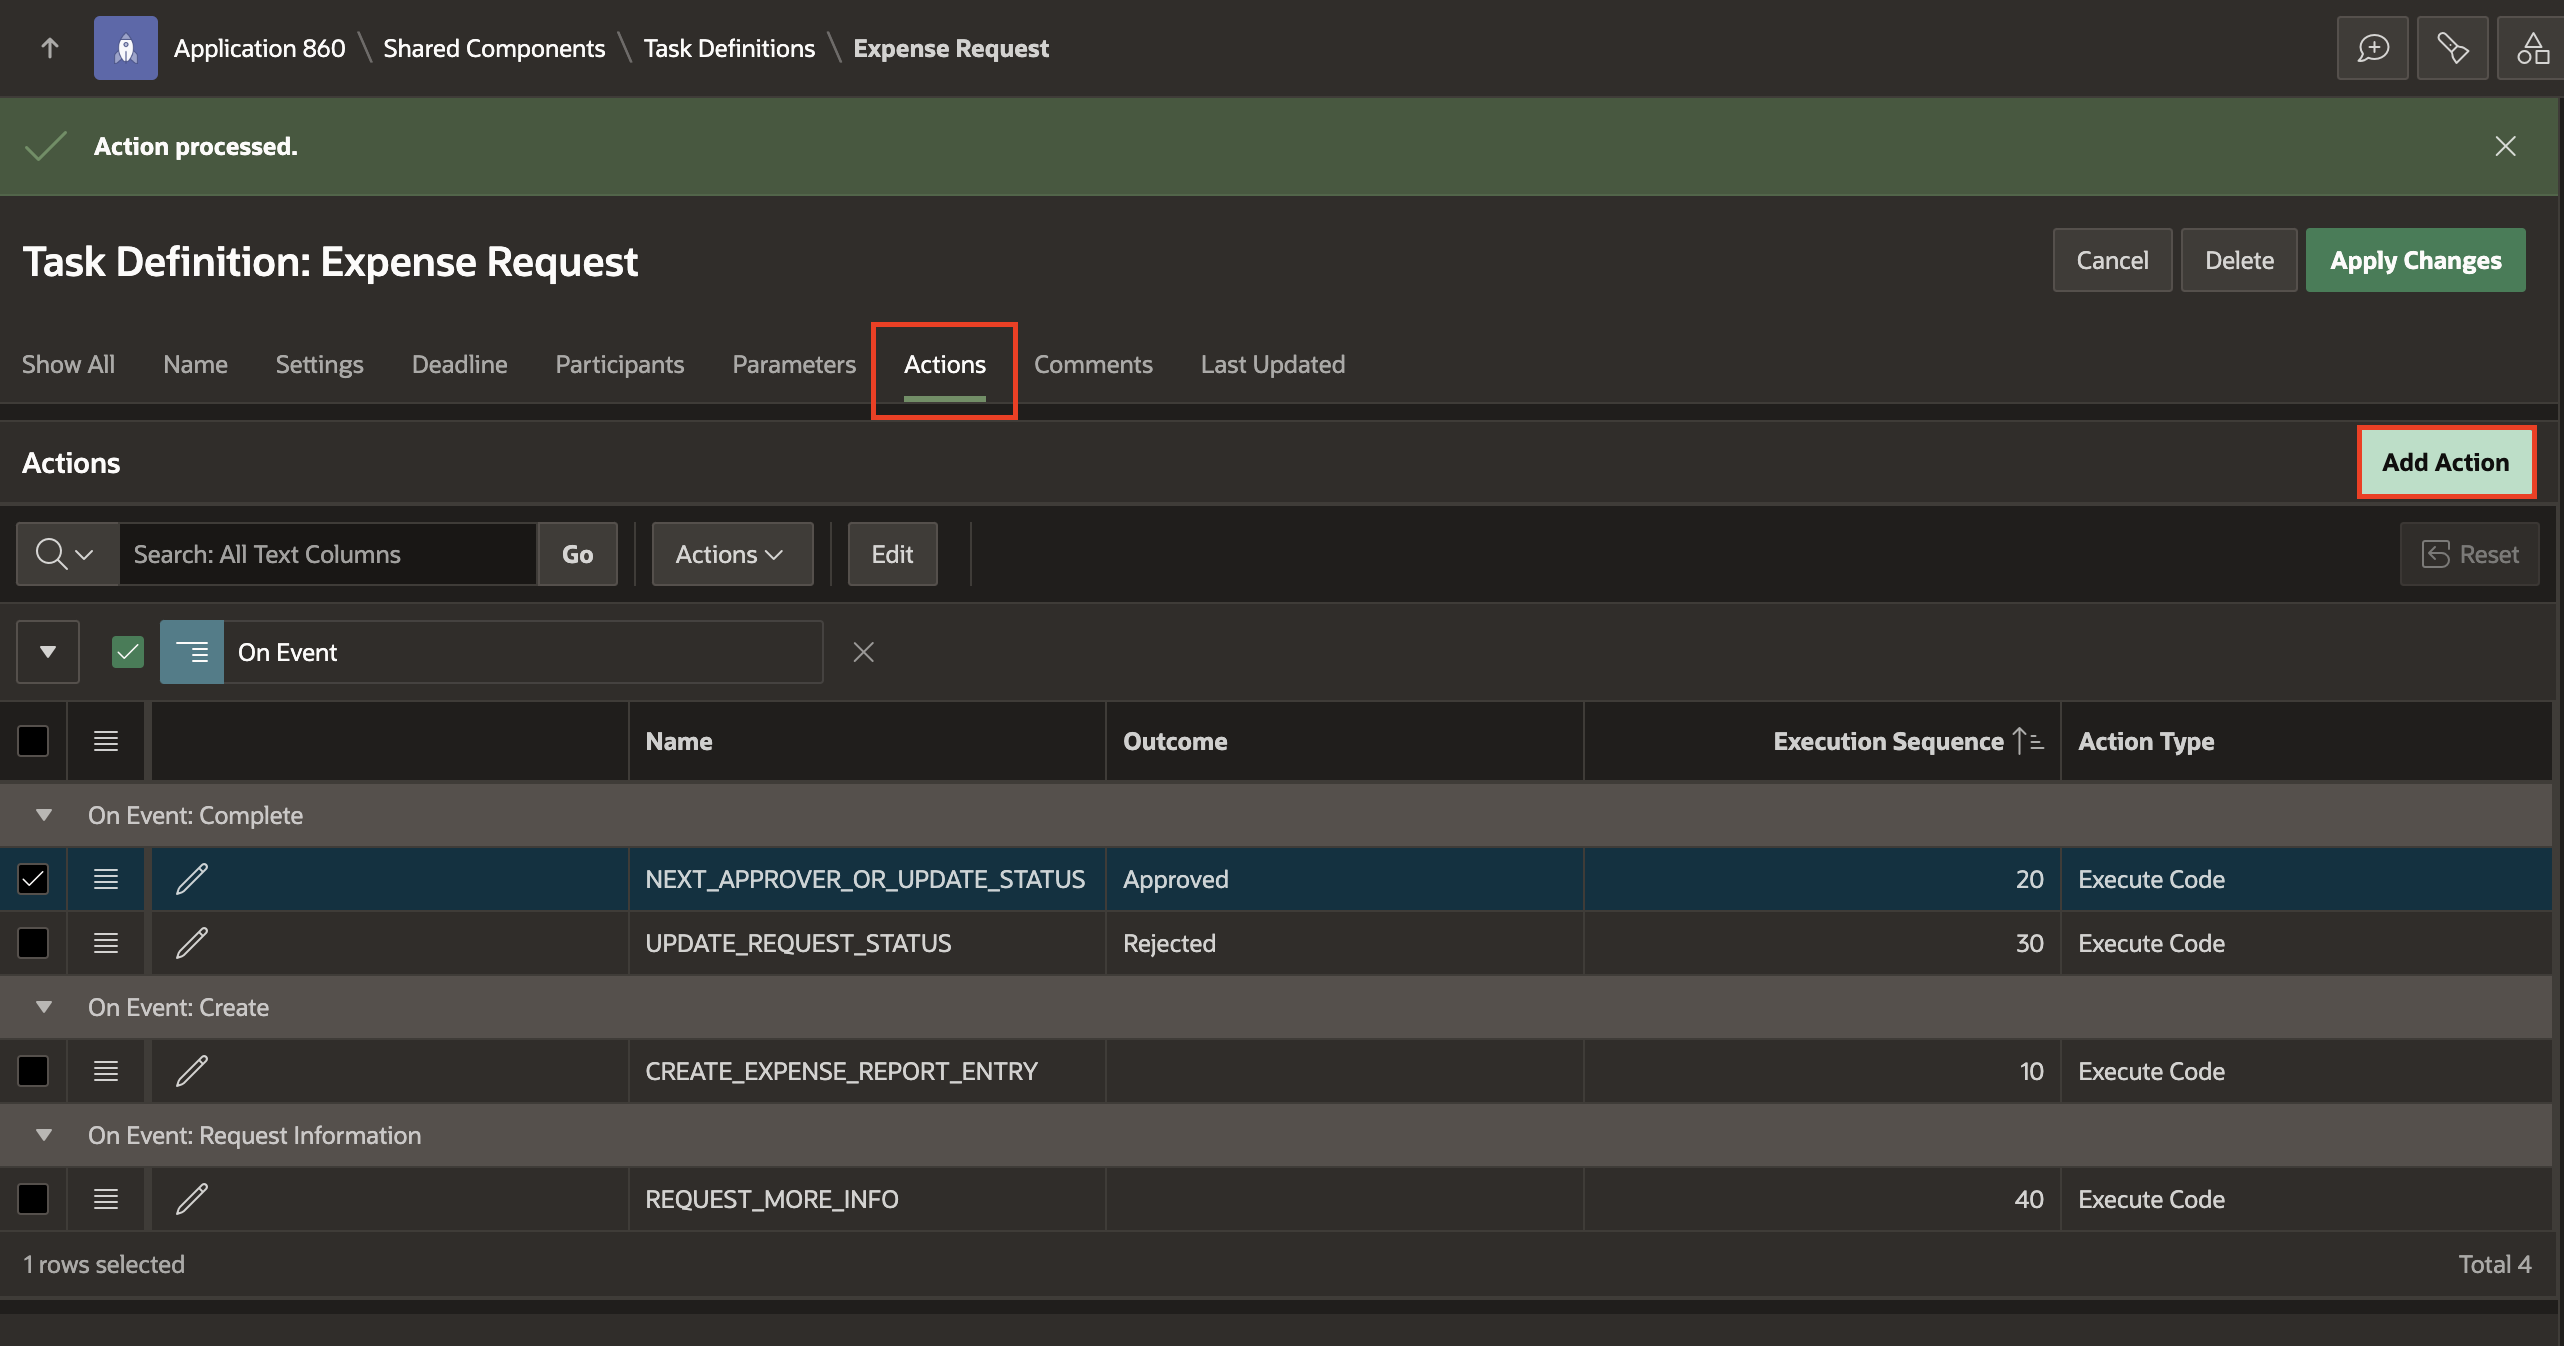 Application 860 \ Shared Components \ Task Definitions \ Expense Request
Action processed.
Task Definition: Expense Request
Cancel
Delete
Apply Changes
Show All
Name
Settings
Deadline
Participants
Parameters
Actions
Comments
Last Updated
Actions
Add Action
Search: All Text Columns
Go
Actions
Edit
Reset
On Event
Name Outcome Execution Sequence Action Type
On Event: Complete
NEXT_APPROVER_OR_UPDATE_STATUS Approved 20 Execute Code
UPDATE_REQUEST_STATUS Rejected 30 Execute Code
On Event: Create
CREATE_EXPENSE_REPORT_ENTRY 10 Execute Code
On Event: Request Information
REQUEST_MORE_INFO 40 Execute Code
1 rows selected
Total 4